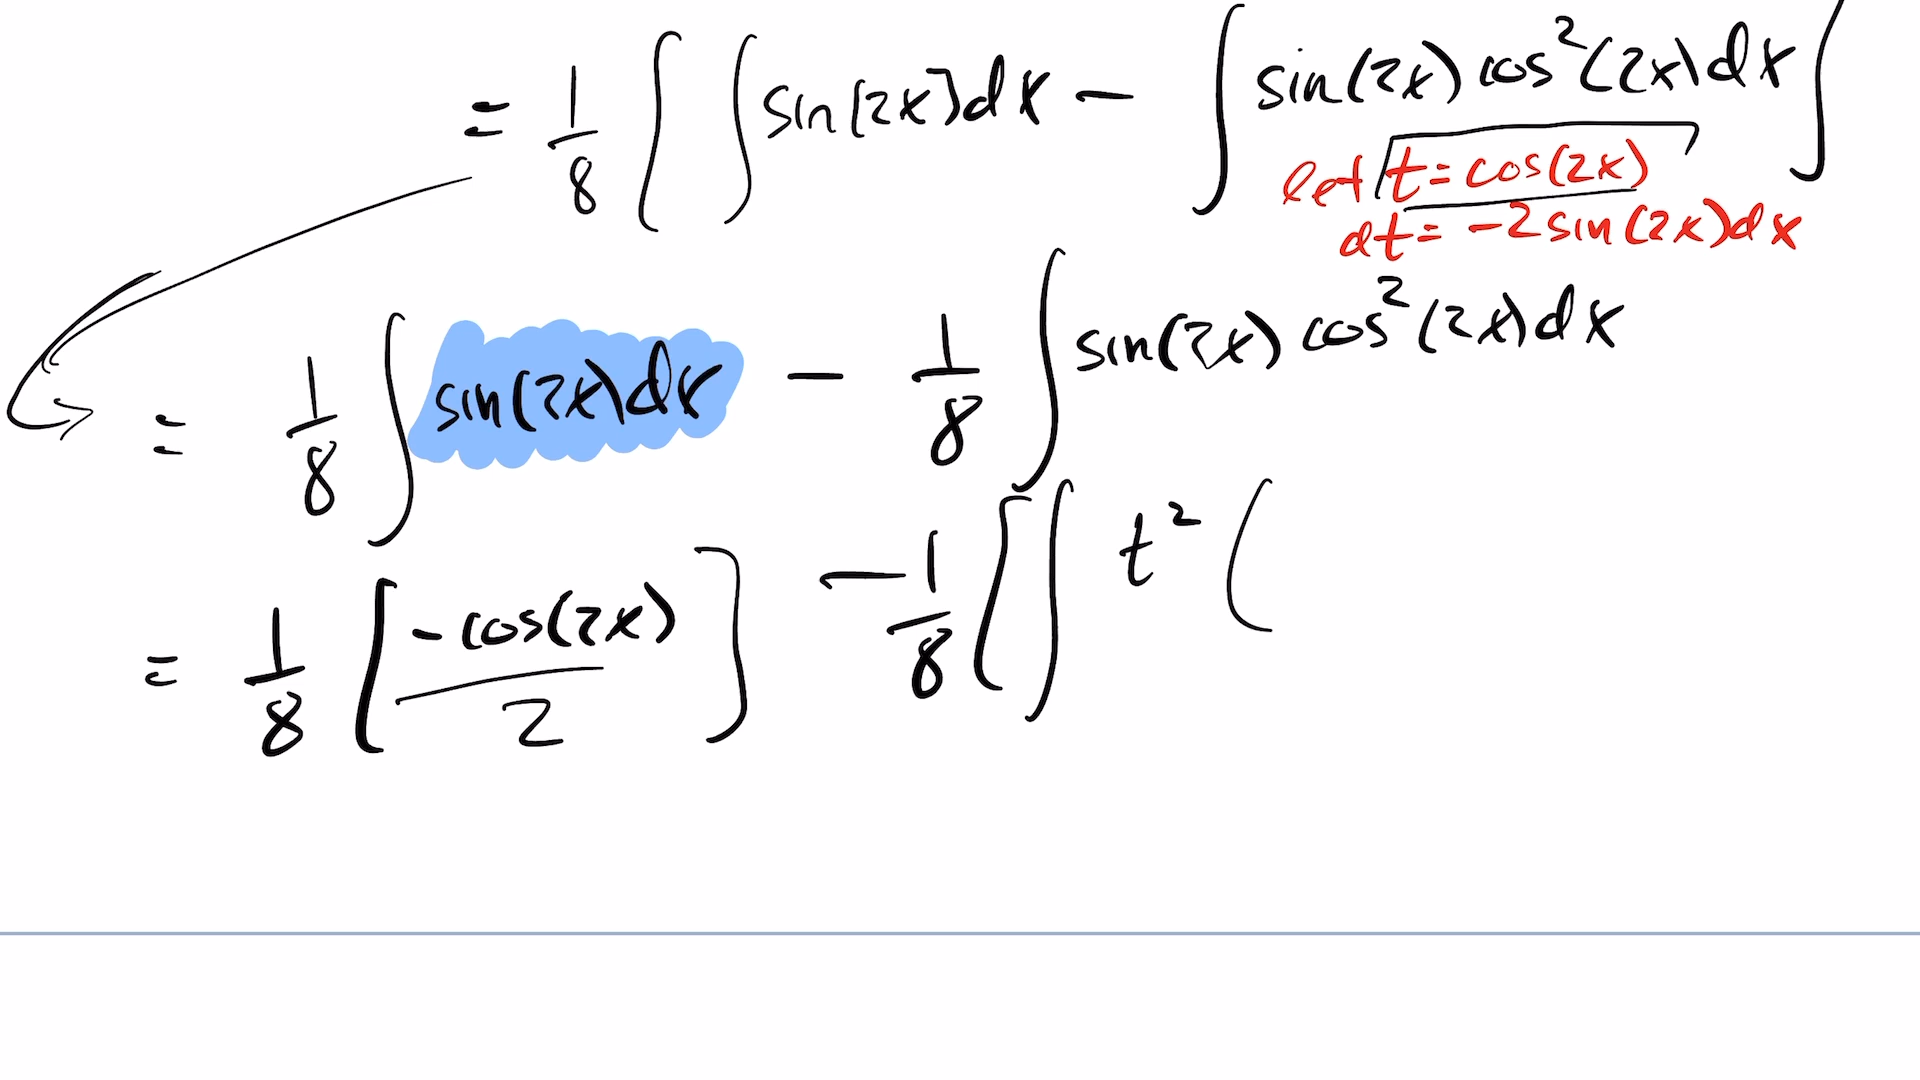 = 1/8 [ ∫ sin(2x)dx - ∫ sin(2x) cos²(2x)dx ]
let t = cos(2x)
dt = -2 sin(2x)dx
= 1/8 ∫ sin(2x)dx - 1/8 ∫ sin(2x) cos²(2x)dx
= 1/8 [ -cos(2x)/2 ] - 1/8 [ ∫ t² (